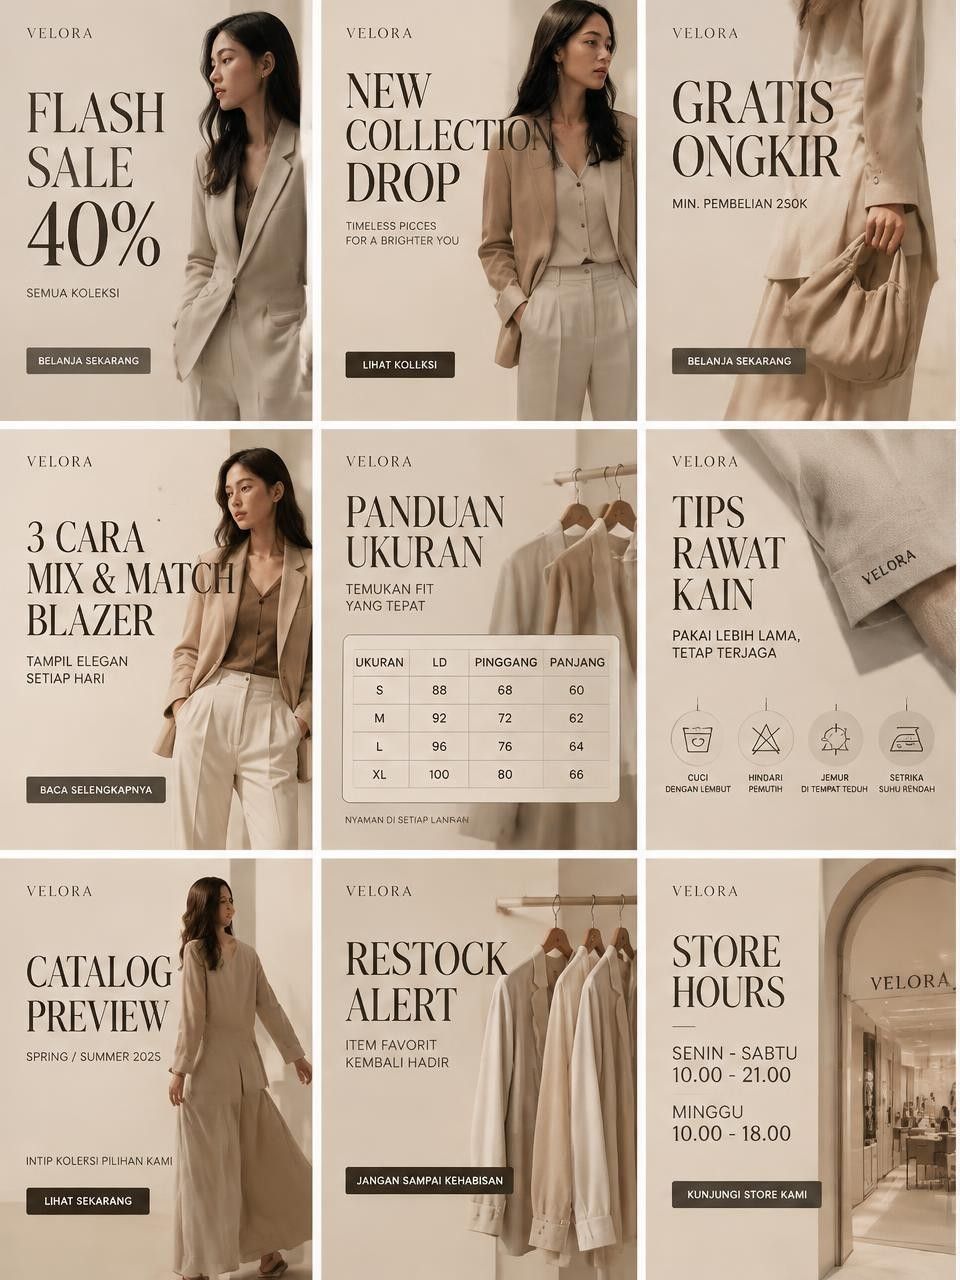 VELORA
FLASH
SALE
40%
SEMUA KOLEKSI
BELANJA SEKARANG
VELORA
NEW
COLLECTION
DROP
TIMELESS PICCES
FOR A BRIGHTER YOU
LIHAT KOLLKSI
VELORA
GRATIS
ONGKIR
MIN. PEMBELIAN 250K
BELANJA SEKARANG
VELORA
3 CARA
MIX & MATCH
BLAZER
TAMPIL ELEGAN
SETIAP HARI
BACA SELENGKAPNYA
VELORA
PANDUAN
UKURAN
TEMUKAN FIT
YANG TEPAT
UKURAN LD PINGGANG PANJANG
S 88 68 60
M 92 72 62
L 96 76 64
XL 100 80 66
NYAMAN DI SETIAP
VELORA
TIPS
RAWAT
KAIN
VELORA
PAKAI LEBIH LAMA,
TETAP TERJAGA
CUCI
DENGAN LEMBUT
HINDARI
PEMUTIH
JEMUR
DI TEMPAT TEDUH
SETRIKA
SUHU RENDAH
VELORA
CATALOG
PREVIEW
SPRING / SUMMER 2025
INTIP KOLERSI PILIHAN KAMI
LIHAT SEKARANG
VELORA
RESTOCK
ALERT
ITEM FAVORIT
KEMBALI HADIR
JANGAN SAMPAI KEHABISAN
VELORA
STORE
HOURS
VELORA
SENIN - SABTU
10.00 - 21.00
MINGGU
10.00 - 18.00
KUNJUNGI STORE KAMI